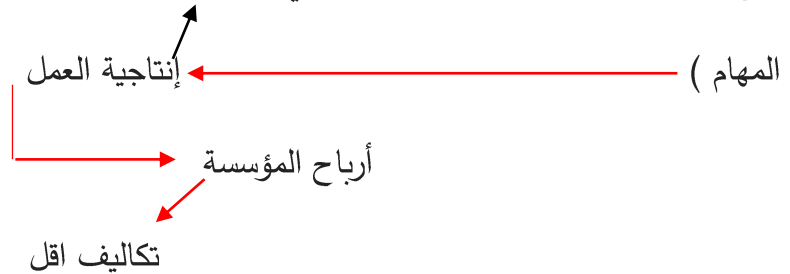 المهام ) إنتاجية العمل
أرباح المؤسسة
تكاليف اقل